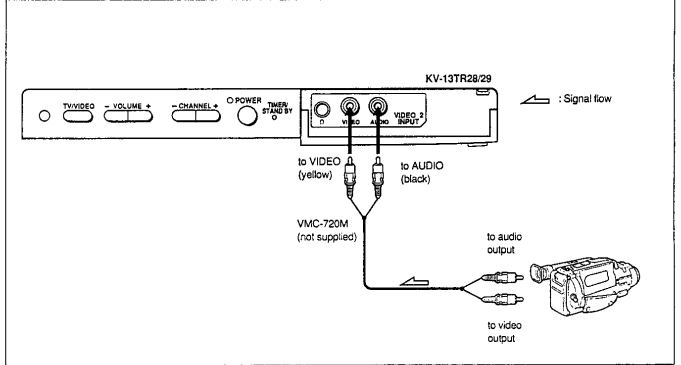 KV-13TR28/29
: Signal flow
TV/VIDEO
– VOLUME +
– CHANNEL +
POWER
TIMER/
STAND BY
VIDEO
AUDIO
VIDEO 2
INPUT
to VIDEO
(yellow)
to AUDIO
(black)
VMC-720M
(not supplied)
to audio
output
to video
output